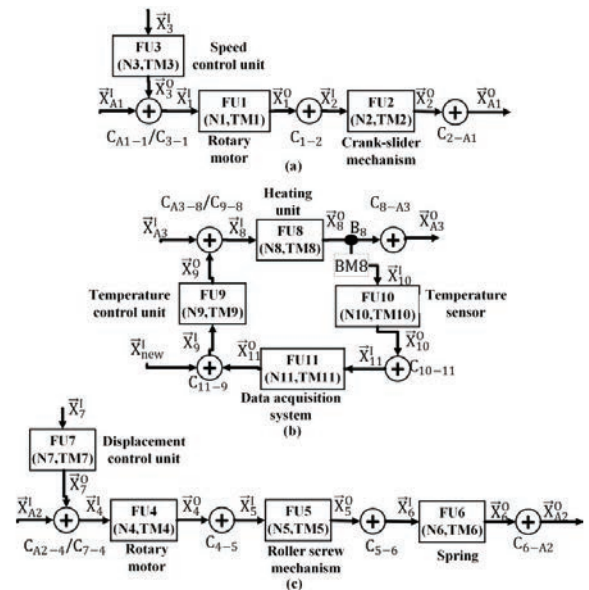 X⃗₃ᴵ
FU3
(N3,TM3)
Speed
control unit
X⃗₃ᴼ
X⃗ᴵ_A1
X⃗₁ᴵ
FU1
(N1,TM1)
X⃗₁ᴼ
X⃗₂ᴵ
FU2
(N2,TM2)
X⃗₂ᴼ
X⃗ᴼ_A1
C_A1−1/C_3−1
Rotary
motor
C_1−2
Crank-slider
mechanism
C_2−A1
(a)
C_A3−8/C_9−8
Heating
unit
C_8−A3
X⃗ᴵ_A3
X⃗₈ᴵ
FU8
(N8,TM8)
X⃗₈ᴼ
B₈
X⃗ᴼ_A3
X⃗₉ᴼ
BM8
X⃗₁₀ᴵ
Temperature
control unit
FU9
(N9,TM9)
FU10
(N10,TM10)
Temperature
sensor
X⃗₉ᴵ
X⃗₁₀ᴼ
X⃗ᴵ_new
X⃗₁₁ᴼ
FU11
(N11,TM11)
X⃗₁₁ᴵ
C_11−9
C_10−11
Data acquisition
system
(b)
X⃗₇ᴵ
FU7
(N7,TM7)
Displacement
control unit
X⃗₇ᴼ
X⃗ᴵ_A2
X⃗₄ᴵ
FU4
(N4,TM4)
X⃗₄ᴼ
X⃗₅ᴵ
FU5
(N5,TM5)
X⃗₅ᴼ
X⃗₆ᴵ
FU6
(N6,TM6)
X⃗₆ᴼ
X⃗ᴼ_A2
C_A2−4/C_7−4
Rotary
motor
C_4−5
Roller screw
mechanism
C_5−6
Spring
C_6−A2
(c)